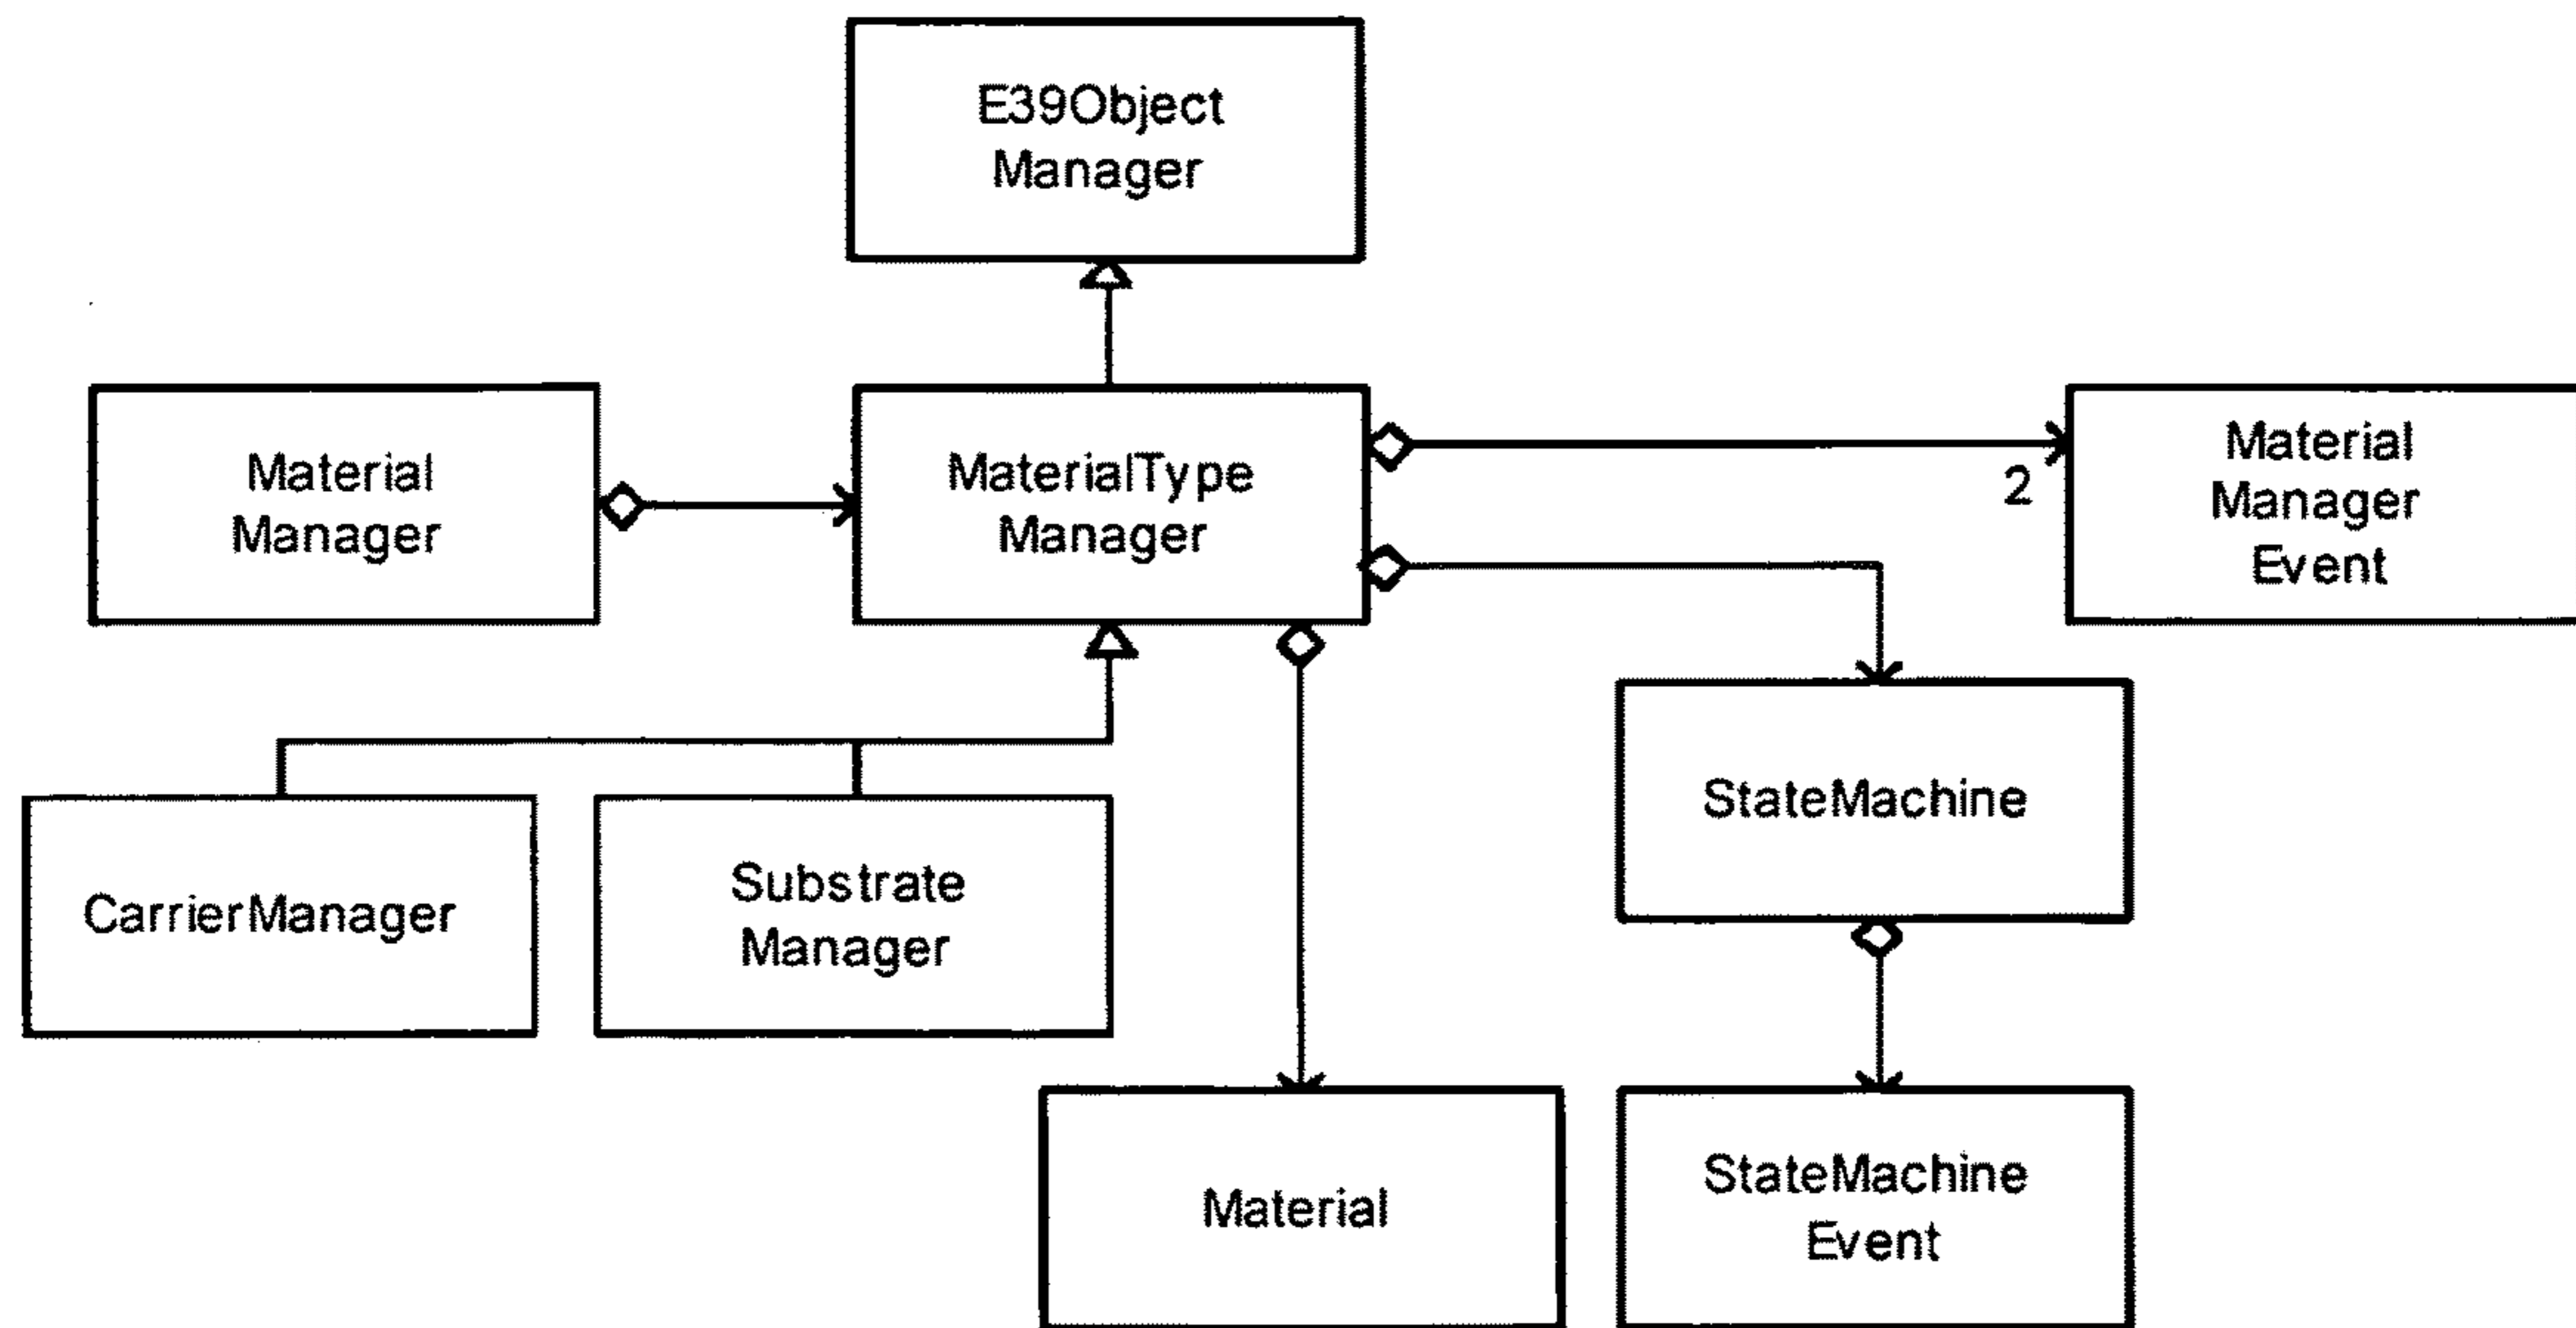 E39Object
Manager
Material
Manager
MaterialType
Manager
2
Material
Manager
Event
StateMachine
CarrierManager
Substrate
Manager
Material
StateMachine
Event